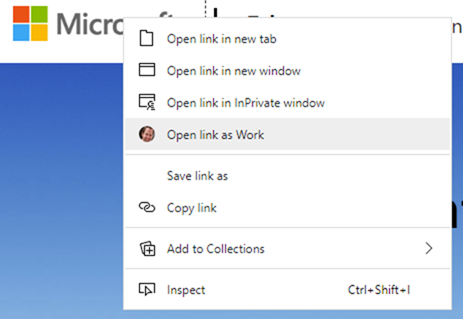 Open link in new tab
Open link in new window
Open link in InPrivate window
Open link as Work
Save link as
Copy link
Add to Collections
Inspect Ctrl+Shift+I